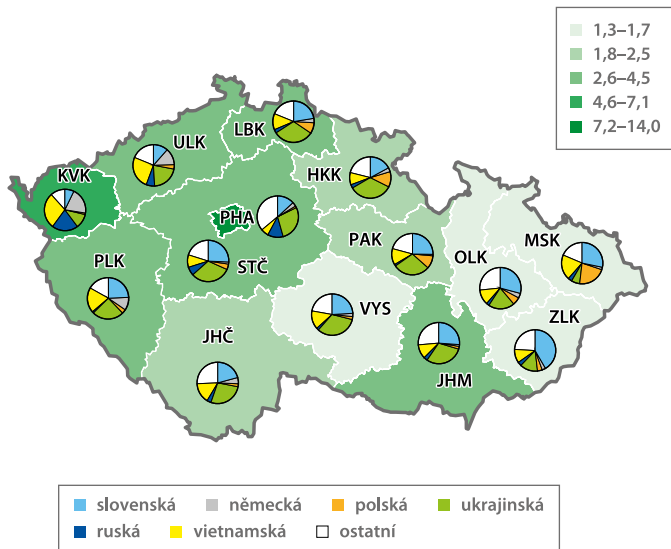 1,3–1,7
1,8–2,5
2,6–4,5
4,6–7,1
7,2–14,0
LBK
ULK
KVK
HKK
PHA
PAK
MSK
OLK
PLK
STČ
VYS
ZLK
JHČ
JHM
slovenská německá polská ukrajinská
ruská vietnamská ostatní